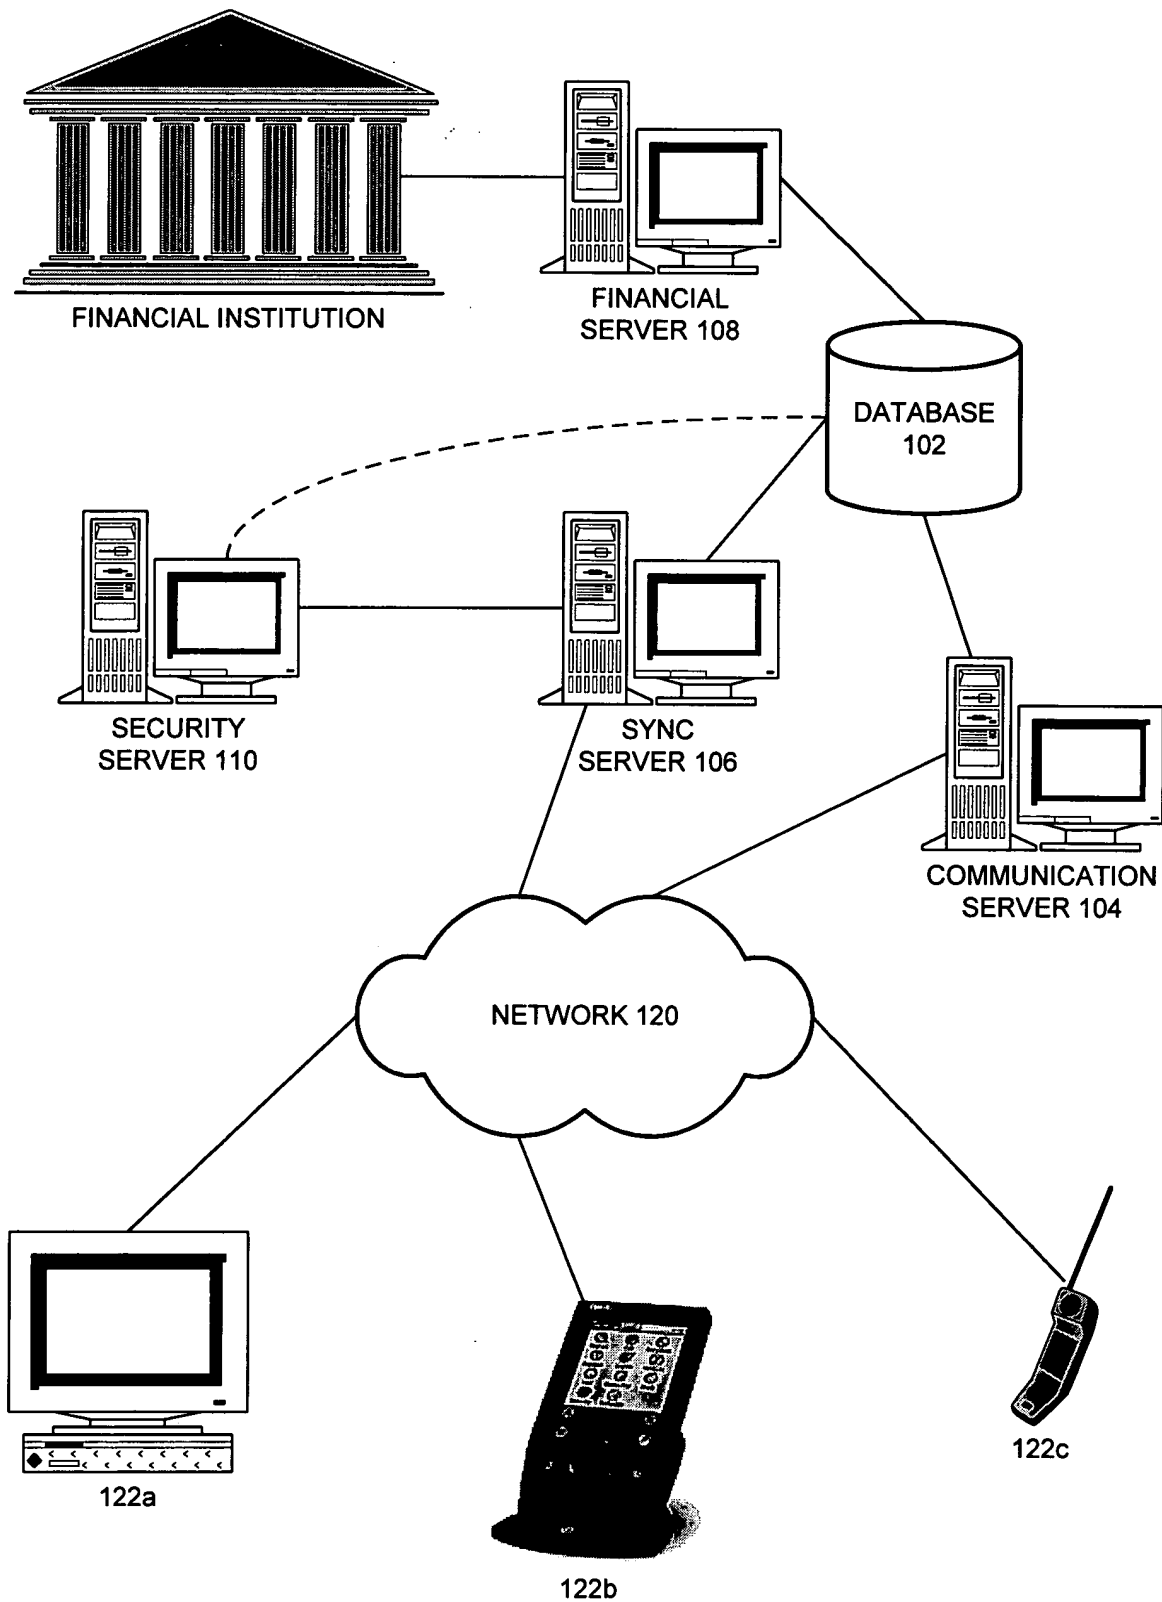 FINANCIAL INSTITUTION
FINANCIAL
SERVER 108
DATABASE
102
SECURITY
SERVER 110
SYNC
SERVER 106
COMMUNICATION
SERVER 104
NETWORK 120
122a
122b
122c